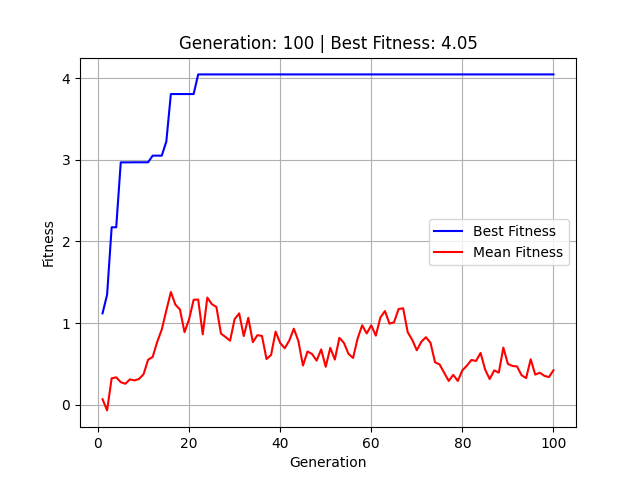 Generation: 100 | Best Fitness: 4.05
4
3
2
1
0
Fitness
Best Fitness
Mean Fitness
0 20 40 60 80 100
Generation